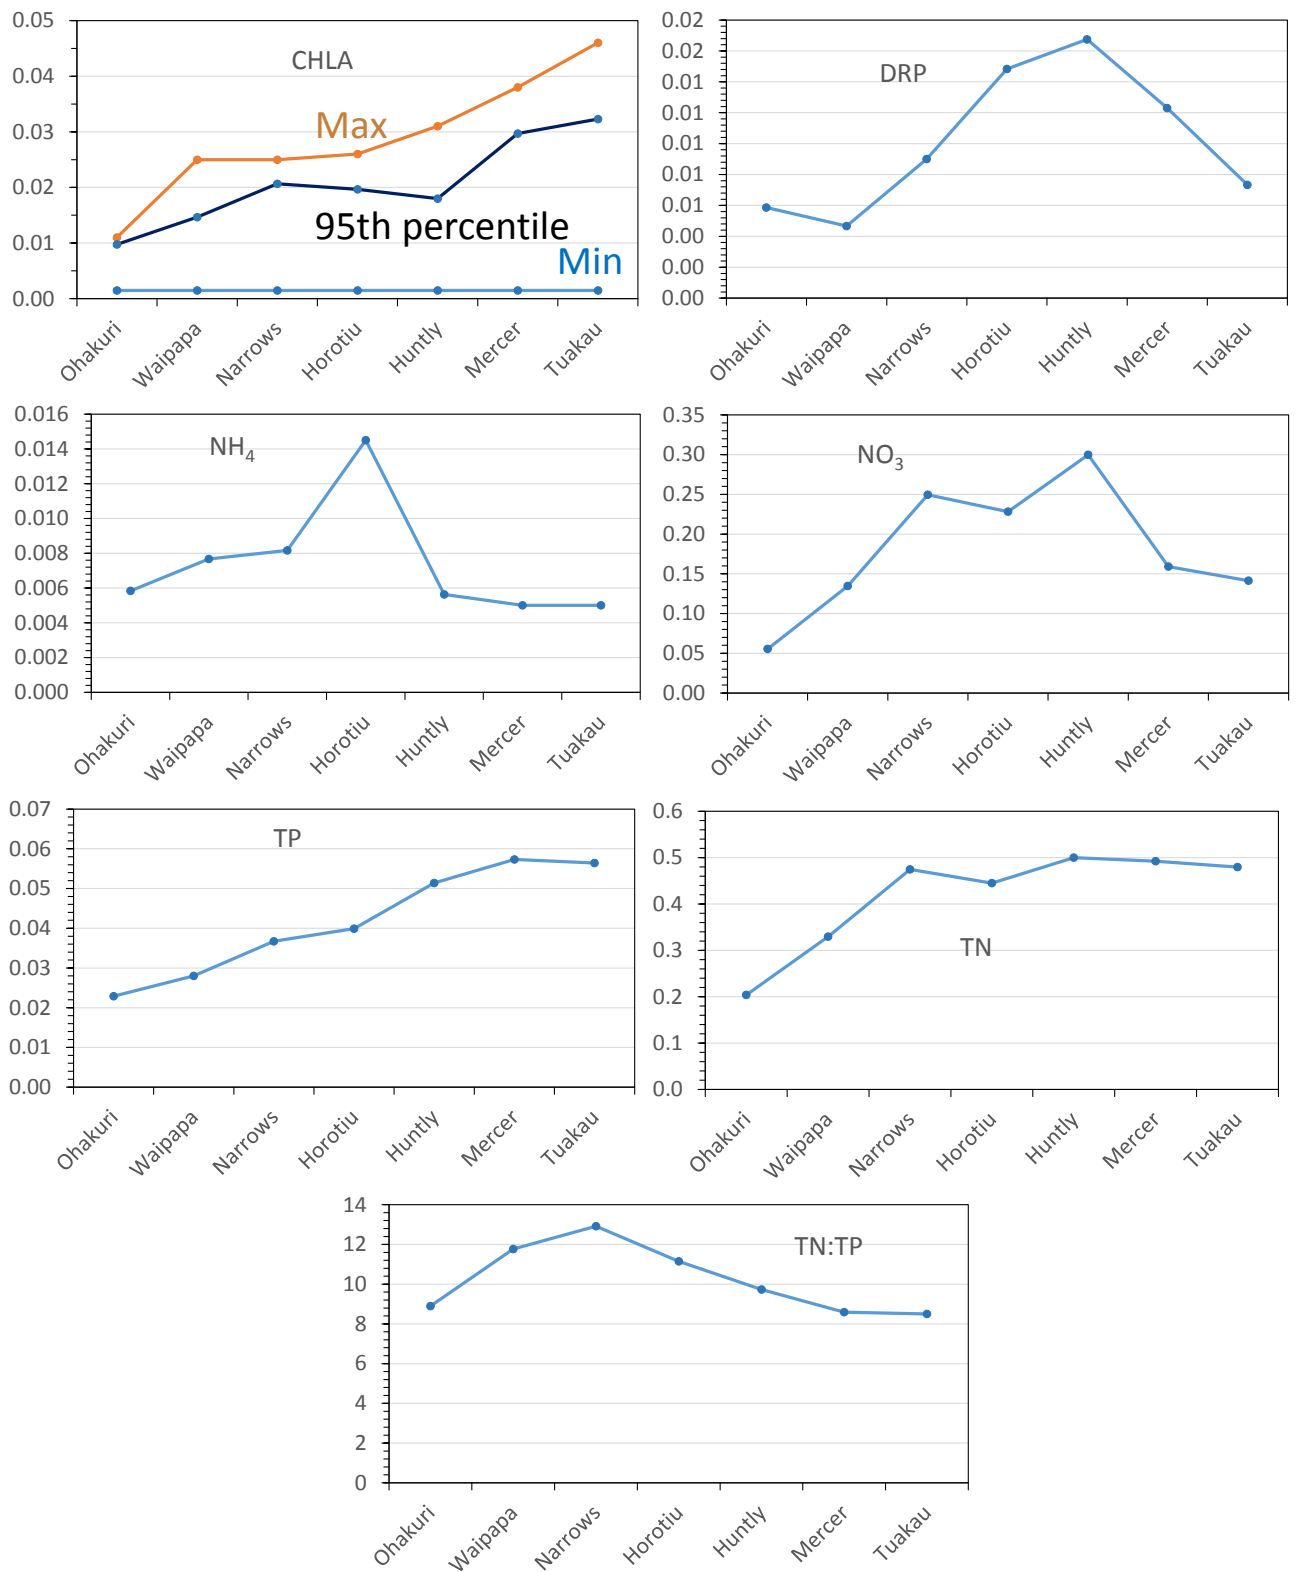 0.05
0.04
0.03
0.02
0.01
0.00
CHLA
Max
95th percentile
Min
Ohakuri
Waipapa
Narrows
Horotiu
Huntly
Mercer
Tuakau
0.02
0.02
0.01
0.01
0.01
0.01
0.01
0.00
0.00
0.00
DRP
Ohakuri
Waipapa
Narrows
Horotiu
Huntly
Mercer
Tuakau
0.016
0.014
0.012
0.010
0.008
0.006
0.004
0.002
0.000
NH₄
Ohakuri
Waipapa
Narrows
Horotiu
Huntly
Mercer
Tuakau
0.35
0.30
0.25
0.20
0.15
0.10
0.05
0.00
NO₃
Ohakuri
Waipapa
Narrows
Horotiu
Huntly
Mercer
Tuakau
0.07
0.06
0.05
0.04
0.03
0.02
0.01
0.00
TP
Ohakuri
Waipapa
Narrows
Horotiu
Huntly
Mercer
Tuakau
0.6
0.5
0.4
0.3
0.2
0.1
0.0
TN
Ohakuri
Waipapa
Narrows
Horotiu
Huntly
Mercer
Tuakau
14
12
10
8
6
4
2
0
TN:TP
Ohakuri
Waipapa
Narrows
Horotiu
Huntly
Mercer
Tuakau